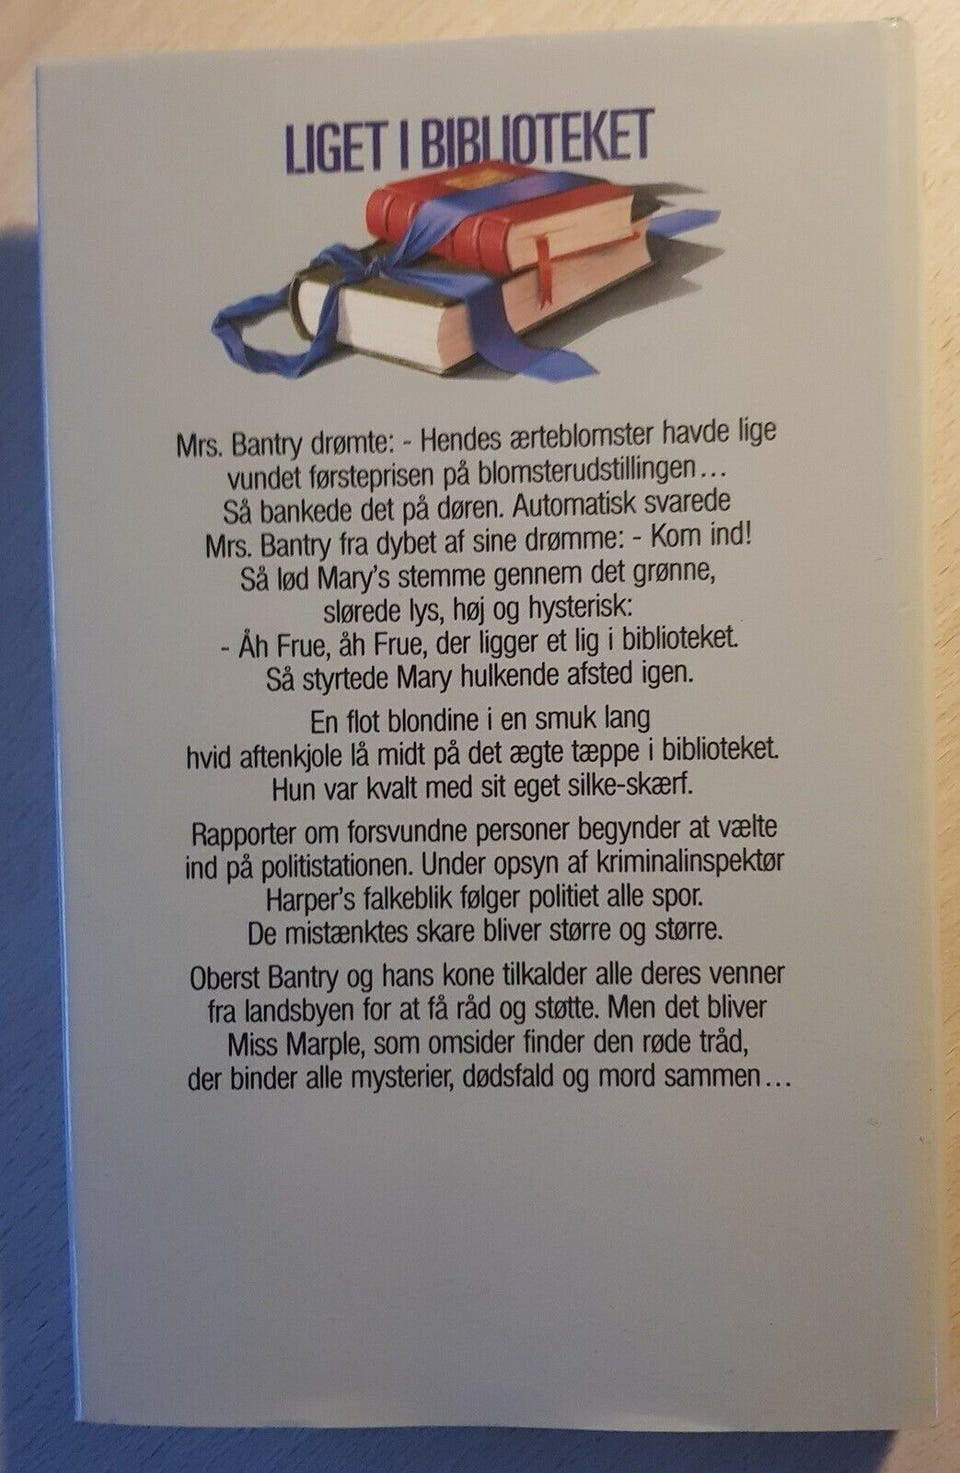 LIGET I BIBLIOTEKET
Mrs. Bantry drømte: - Hendes ærteblomster havde lige
vundet førsteprisen på blomsterudstillingen...
Så bankede det på døren. Automatisk svarede
Mrs. Bantry fra dybet af sine drømme: - Kom ind!
Så lød Mary's stemme gennem det grønne,
slørede lys, høj og hysterisk:
- Åh Frue, åh Frue, der ligger et lig i biblioteket.
Så styrtede Mary hulkende afsted igen.
En flot blondine i en smuk lang
hvid aftenkjole lå midt på det ægte tæppe i biblioteket.
Hun var kvalt med sit eget silke-skærf.
Rapporter om forsvundne personer begynder at vælte
ind på politistationen. Under opsyn af kriminalinspektør
Harper's falkeblik følger politiet alle spor.
De mistænktes skare bliver større og større.
Oberst Bantry og hans kone tilkalder alle deres venner
fra landsbyen for at få råd og støtte. Men det bliver
Miss Marple, som omsider finder den røde tråd,
der binder alle mysterier, dødsfald og mord sammen...